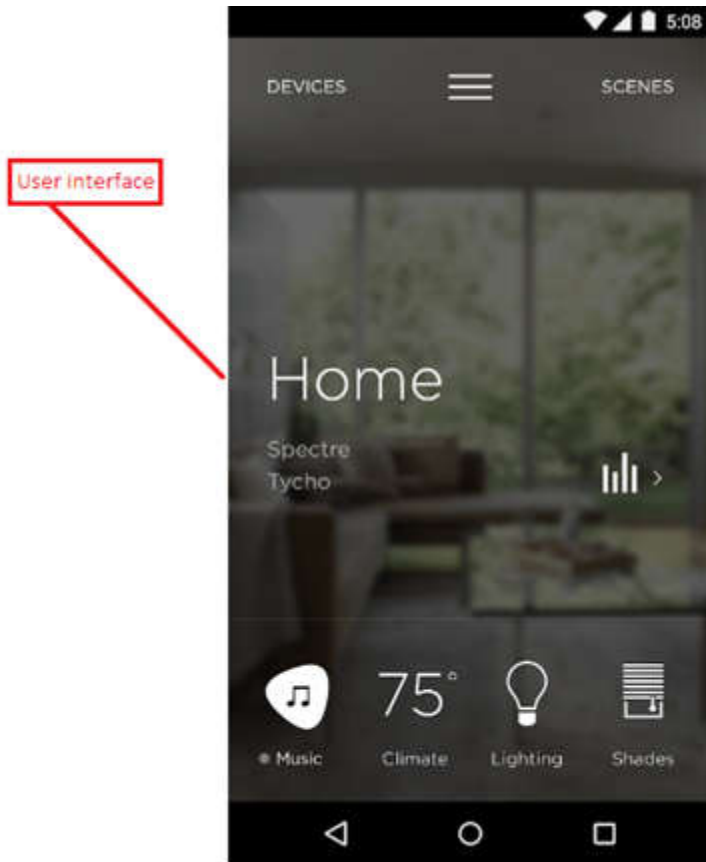 5:08
DEVICES SCENES
User interface
Home
Spectre
Tycho
75°
Music Climate Lighting Shades